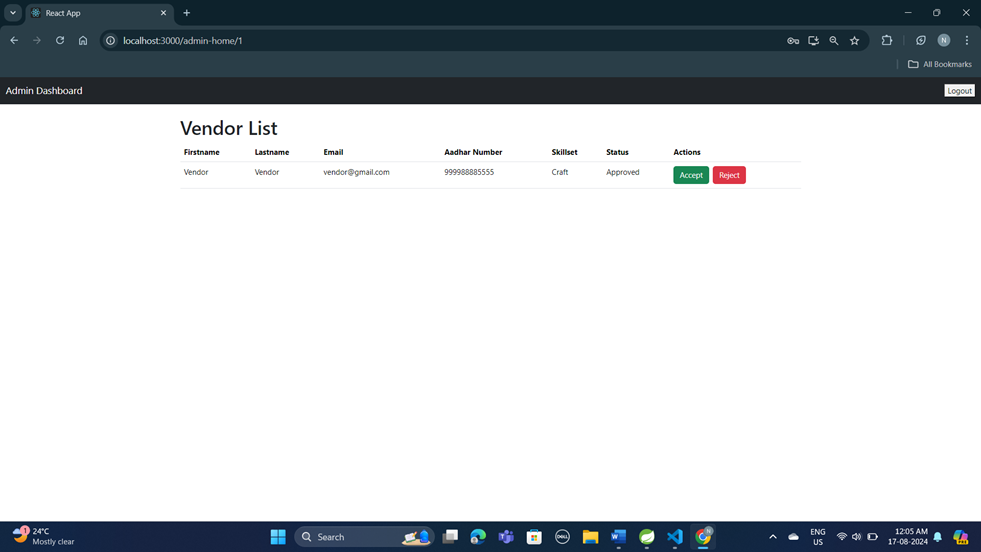 React App
localhost:3000/admin-home/1
N
All Bookmarks
Admin Dashboard
Logout
Vendor List
Firstname Lastname Email Aadhar Number Skillset Status Actions
Vendor Vendor vendor@gmail.com 999988885555 Craft Approved Accept Reject
1
24°C
Mostly clear
Search
DELL
W
N
ENG
US
12:05 AM
17-08-2024